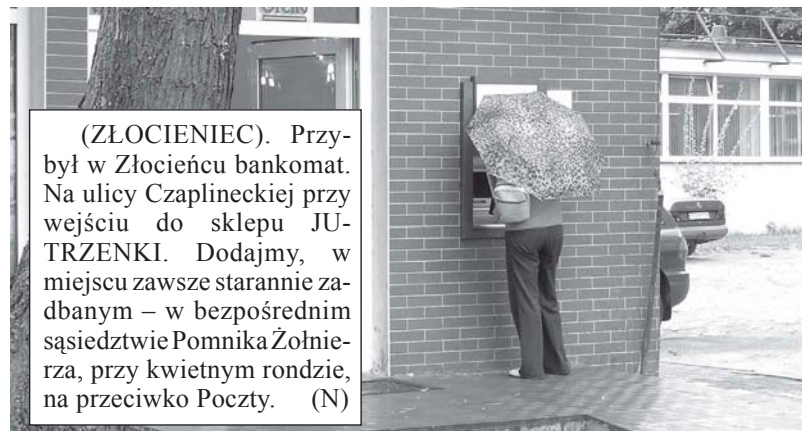 (ZŁOCIENIEC). Przy-
był w Złocieńcu bankomat.
Na ulicy Czaplineckiej przy
wejściu do sklepu JU-
TRZENKI. Dodajmy, w
miejscu zawsze starannie za-
dbanym – w bezpośrednim
sąsiedztwie Pomnika Żołnie-
rza, przy kwietnym rondzie,
na przeciwko Poczty. (N)